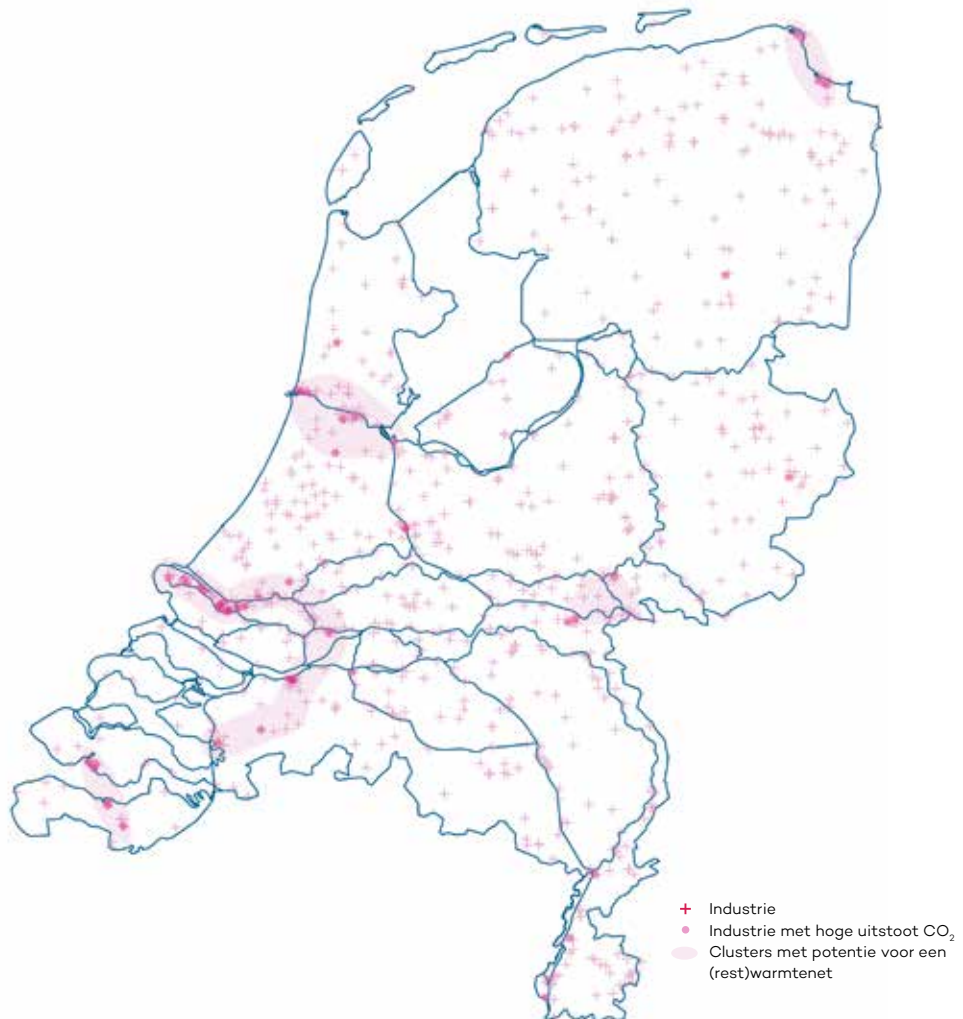 Industrie
Industrie met hoge uitstoot CO₂
Clusters met potentie voor een
(rest)warmtenet